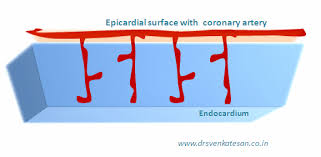 Epicardial surface with coronary artery
Endocardium
www.drsvenkatesan.co.in